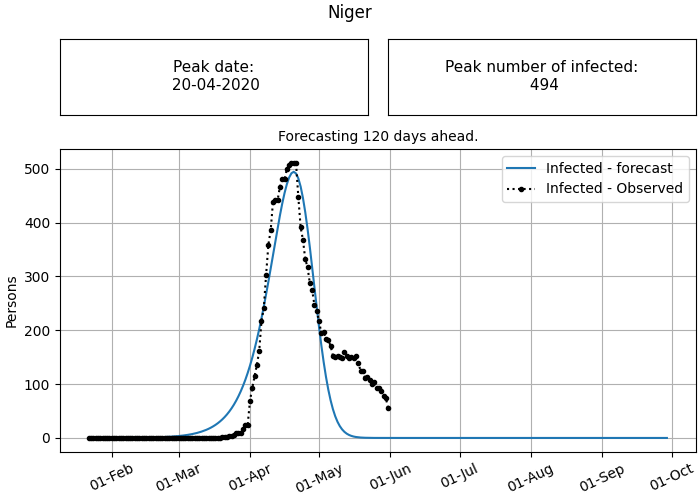 Niger
Peak date:
20-04-2020
Peak number of infected:
494
Forecasting 120 days ahead.
Infected - forecast
Infected - Observed
Persons
500
400
300
200
100
0
01-Feb
01-Mar
01-Apr
01-May
01-Jun
01-Jul
01-Aug
01-Sep
01-Oct